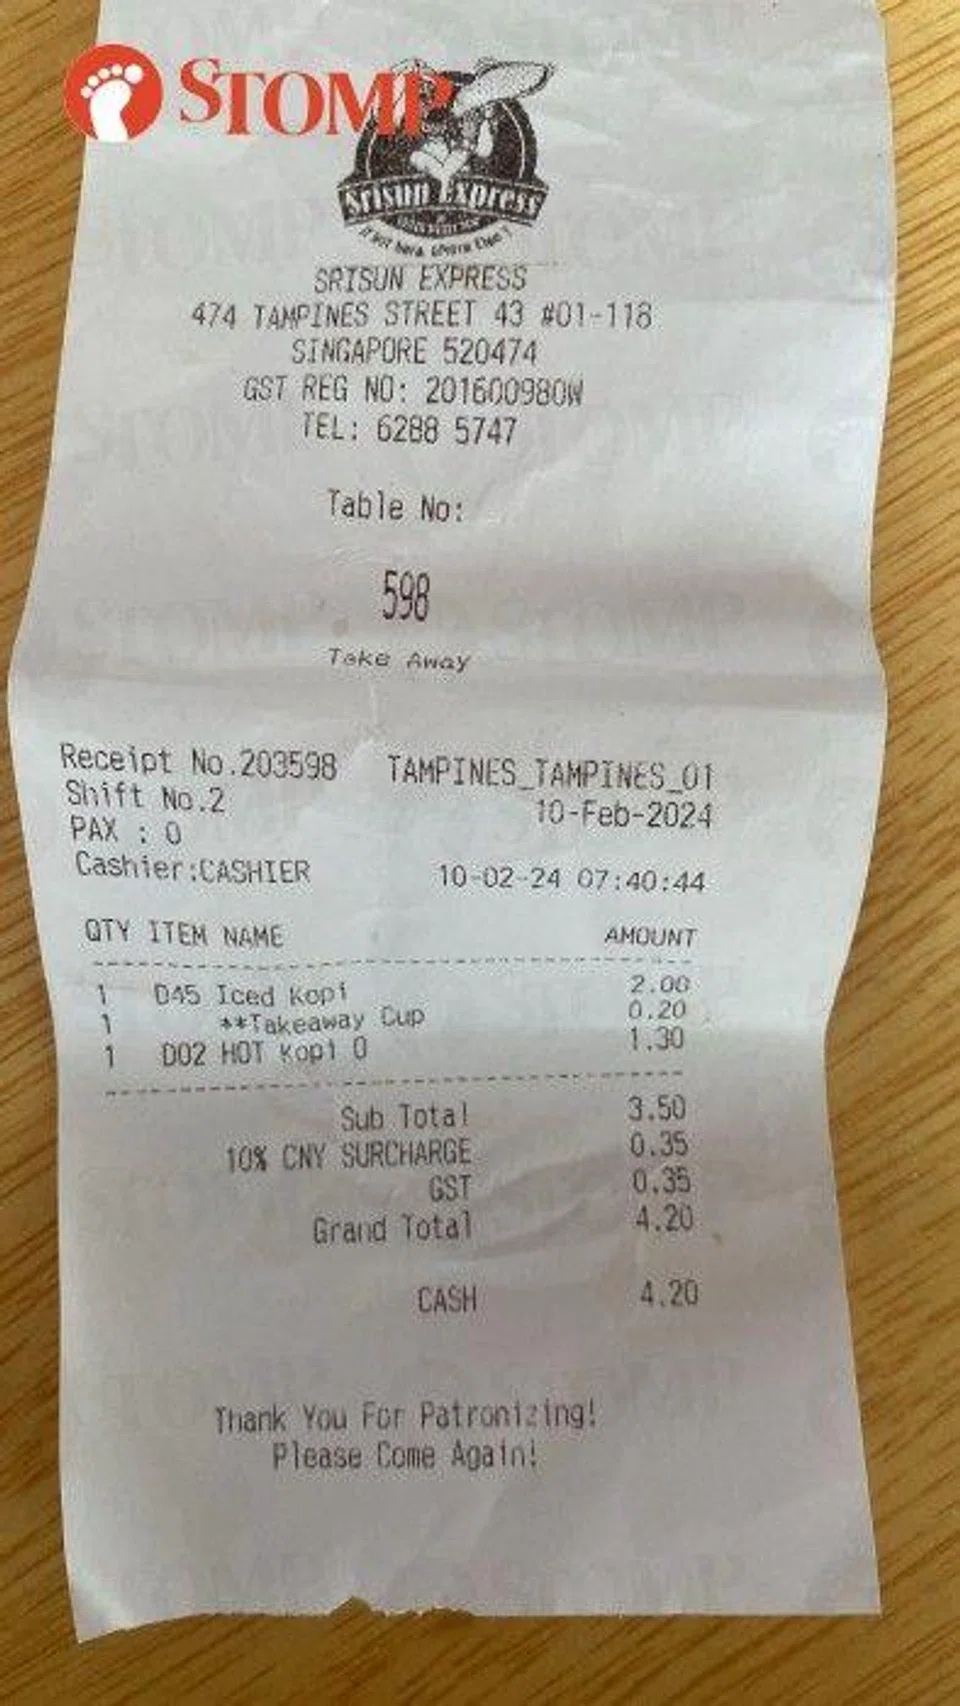 STOMP
Srisun Express
SRISUN EXPRESS
474 TAMPINES STREET 43 #01-118
SINGAPORE 520474
GST REG NO: 201600980W
TEL: 6288 5747
Table No:
598
Take Away
Receipt No.203598 TAMPINES_TAMPINES_01
Shift No.2 10-Feb-2024
PAX : 0
Cashier:CASHIER 10-02-24 07:40:44
QTY ITEM NAME AMOUNT
1 D45 Iced Kopi 2.00
1 **Takeaway Cup 0.20
1 D02 HOT kopi O 1.30
Sub Total 3.50
10% CNY SURCHARGE 0.35
GST 0.35
Grand Total 4.20
CASH 4.20
Thank You For Patronizing!
Please Come Again!